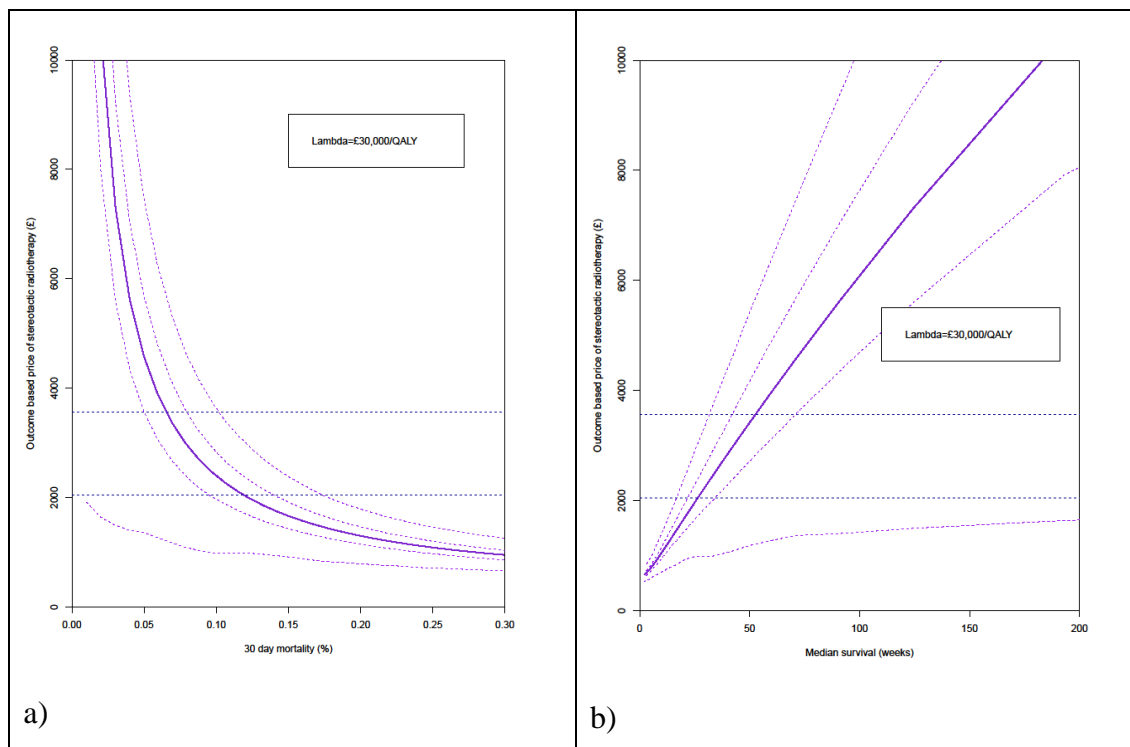 Outcome based price of stereotactic radiotherapy (£)
10000
8000
6000
4000
2000
0
Lambda=£30,000/QALY
0.00 0.05 0.10 0.15 0.20 0.25 0.30
30 day mortality (%)
a)
Outcome based price of stereotactic radiotherapy (£)
10000
8000
6000
4000
2000
0
Lambda=£30,000/QALY
0 50 100 150 200
Median survival (weeks)
b)